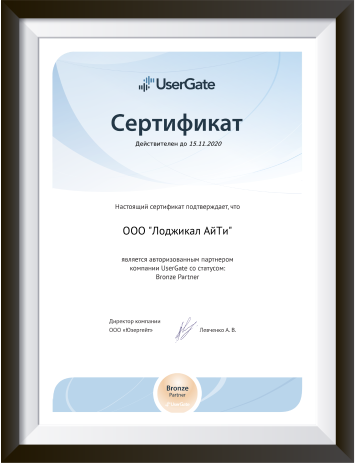 UserGate
Сертификат
Действителен до 15.11.2020
Настоящий сертификат подтверждает, что
ООО "Лоджикал АйТи"
является авторизованным партнером
компании UserGate со статусом:
Bronze Partner
Директор компании
ООО «Юзергейт»
Левченко А. В.
Bronze
Partner